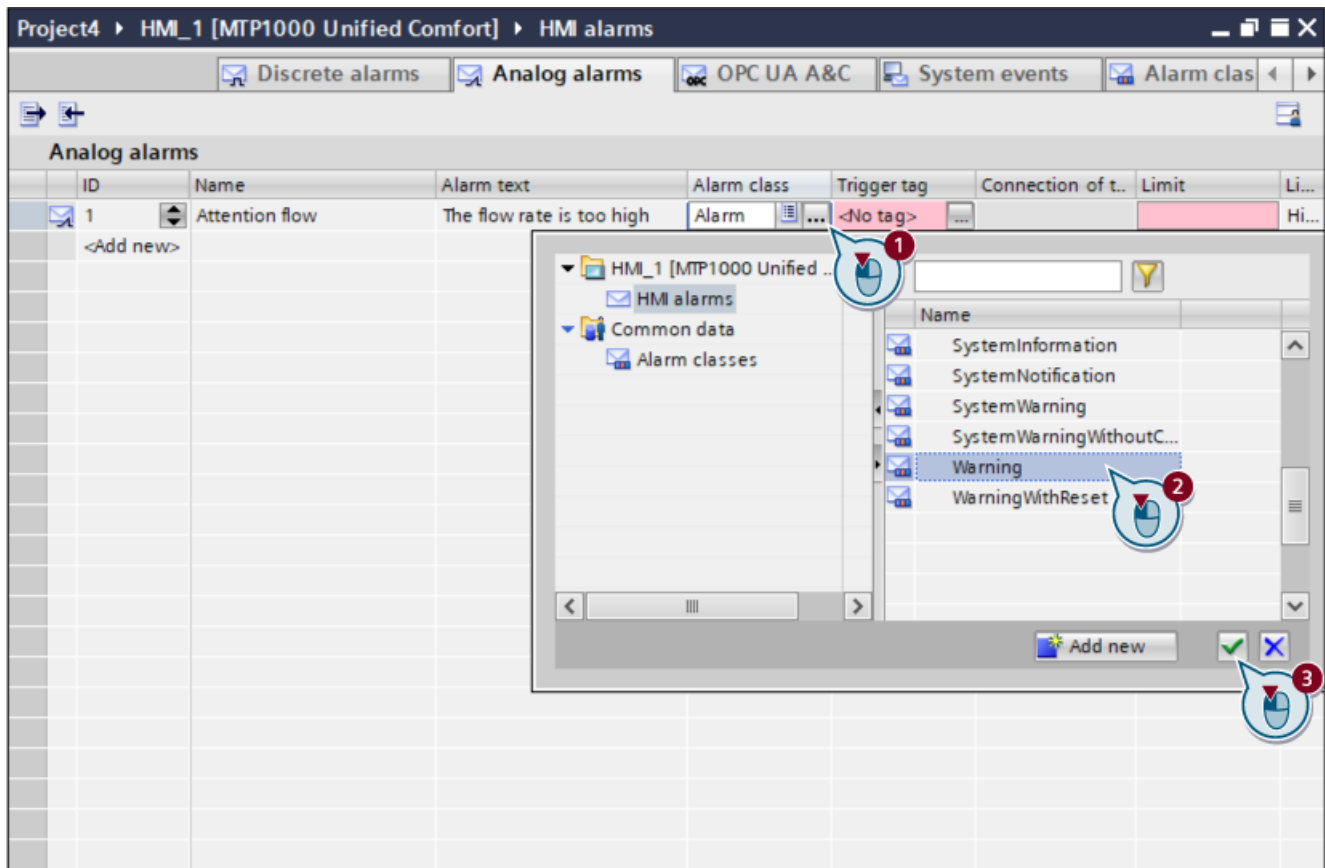 Project4 ▸ HMI_1 [MTP1000 Unified Comfort] ▸ HMI alarms
Discrete alarms Analog alarms OPC UA A&C System events Alarm clas
Analog alarms
ID Name Alarm text Alarm class Trigger tag Connection of t.. Limit Li...
1 Attention flow The flow rate is too high Alarm ... <No tag> ... Hi...
<Add new>
1
HMI_1 [MTP1000 Unified ..
HMI alarms
Common data
Alarm classes
Name
SystemInformation
SystemNotification
SystemWarning
SystemWarningWithoutC...
Warning
2
WarningWithReset
Add new
3